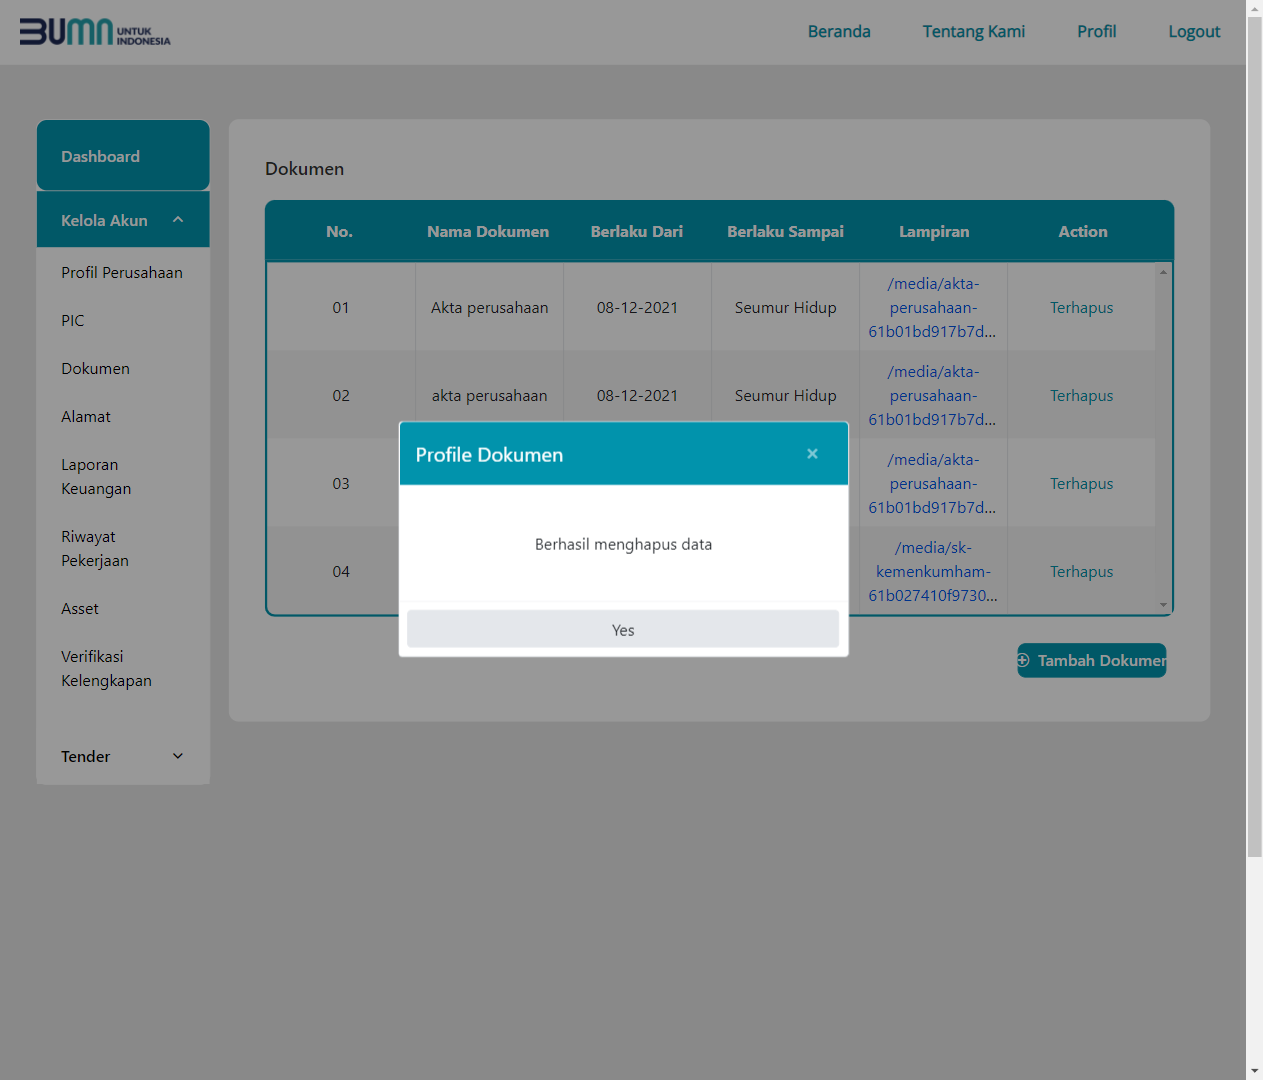 BUMN UNTUK
INDONESIA
Beranda Tentang Kami Profil Logout
Dashboard
Kelola Akun
Profil Perusahaan
PIC
Dokumen
Alamat
Laporan
Keuangan
Riwayat
Pekerjaan
Asset
Verifikasi
Kelengkapan
Tender
Dokumen
No. Nama Dokumen Berlaku Dari Berlaku Sampai Lampiran Action
01 Akta perusahaan 08-12-2021 Seumur Hidup /media/akta-
perusahaan-
61b01bd917b7d... Terhapus
02 akta perusahaan 08-12-2021 Seumur Hidup /media/akta-
perusahaan-
61b01bd917b7d... Terhapus
03 /media/akta-
perusahaan-
61b01bd917b7d... Terhapus
04 /media/sk-
kemenkumham-
61b027410f9730... Terhapus
Profile Dokumen ×
Berhasil menghapus data
Yes
Tambah Dokumen